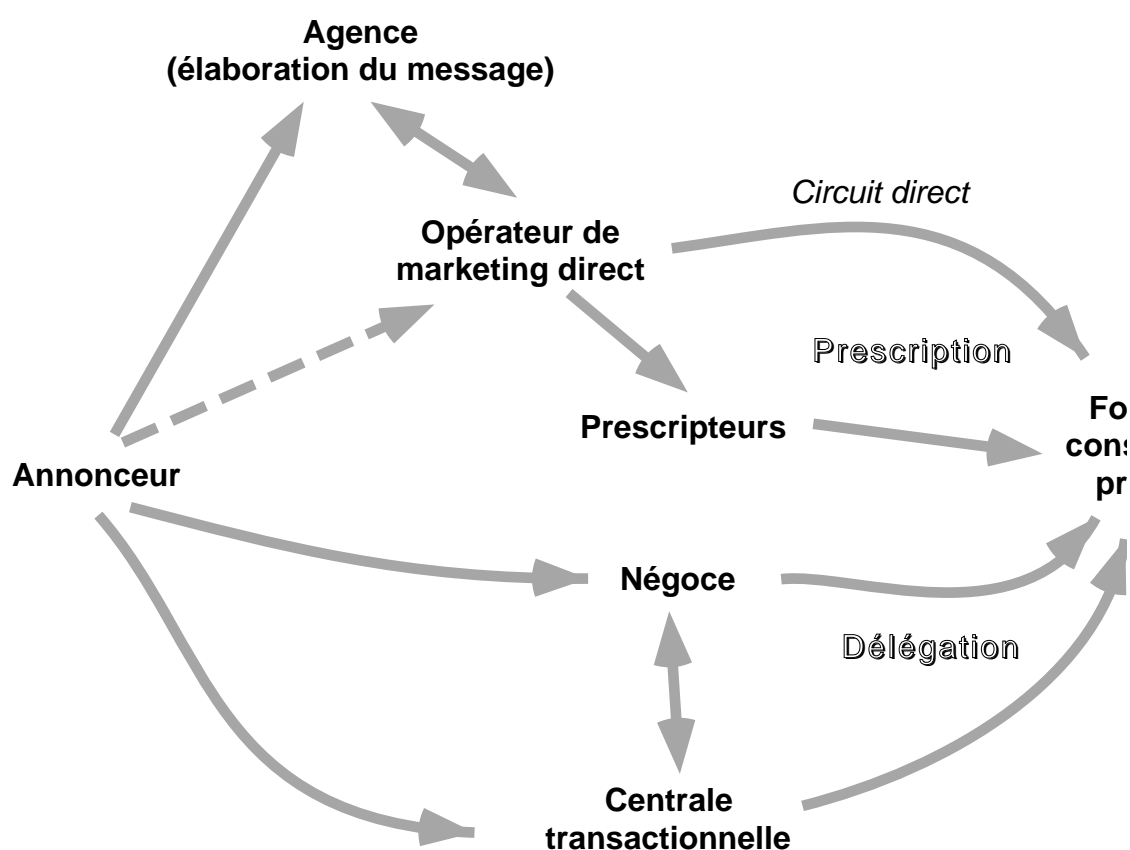 Agence
(élaboration du message)
Circuit direct
Opérateur de
marketing direct
Prescription
Prescripteurs
Annonceur
Négoce
Délégation
Centrale
transactionnelle